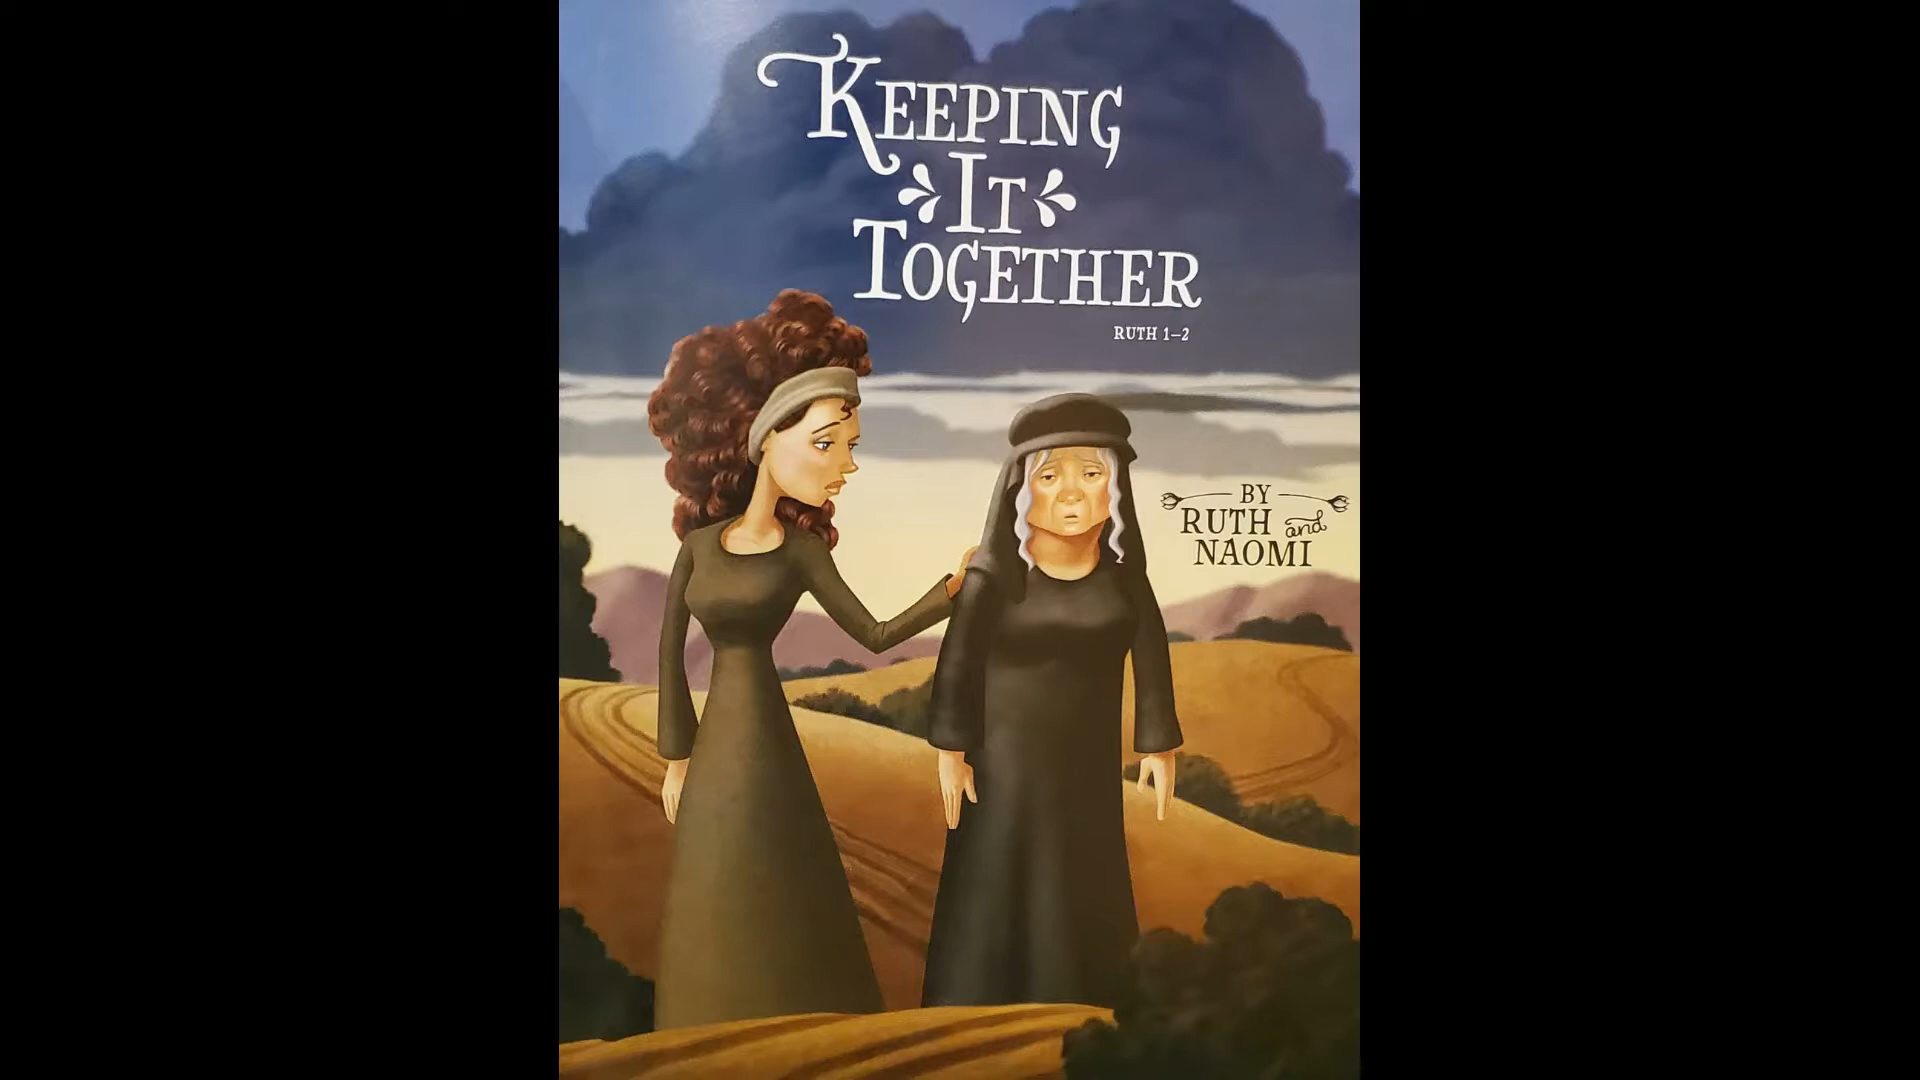 KEEPING
IT
TOGETHER
RUTH 1–2
BY
RUTH and
NAOMI